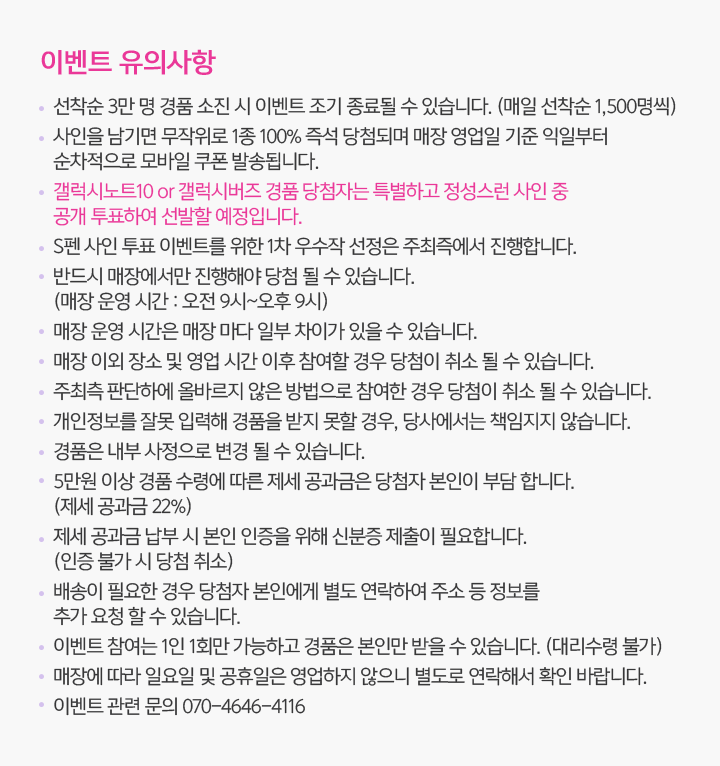 이벤트 유의사항
선착순 3만 명 경품 소진 시 이벤트 조기 종료될 수 있습니다. (매일 선착순 1,500명씩)
사인을 남기면 무작위로 1종 100% 즉석 당첨되며 매장 영업일 기준 익일부터
순차적으로 모바일 쿠폰 발송됩니다.
갤럭시노트10 or 갤럭시버즈 경품 당첨자는 특별하고 정성스런 사인 중
공개 투표하여 선발할 예정입니다.
S펜 사인 투표 이벤트를 위한 1차 우수작 선정은 주최즉에서 진행합니다.
반드시 매장에서만 진행해야 당첨 될 수 있습니다.
(매장 운영 시간 : 오전 9시~오후 9시)
매장 운영 시간은 매장 마다 일부 차이가 있을 수 있습니다.
매장 이외 장소 및 영업 시간 이후 참여할 경우 당첨이 취소 될 수 있습니다.
주최측 판단하에 올바르지 않은 방법으로 참여한 경우 당첨이 취소 될 수 있습니다.
개인정보를 잘못 입력해 경품을 받지 못할 경우, 당사에서는 책임지지 않습니다.
경품은 내부 사정으로 변경 될 수 있습니다.
5만원 이상 경품 수령에 따른 제세 공과금은 당첨자 본인이 부담 합니다.
(제세 공과금 22%)
제세 공과금 납부 시 본인 인증을 위해 신분증 제출이 필요합니다.
(인증 불가 시 당첨 취소)
배송이 필요한 경우 당첨자 본인에게 별도 연락하여 주소 등 정보를
추가 요청 할 수 있습니다.
이벤트 참여는 1인 1회만 가능하고 경품은 본인만 받을 수 있습니다. (대리수령 불가)
매장에 따라 일요일 및 공휴일은 영업하지 않으니 별도로 연락해서 확인 바랍니다.
이벤트 관련 문의 070-4646-4116